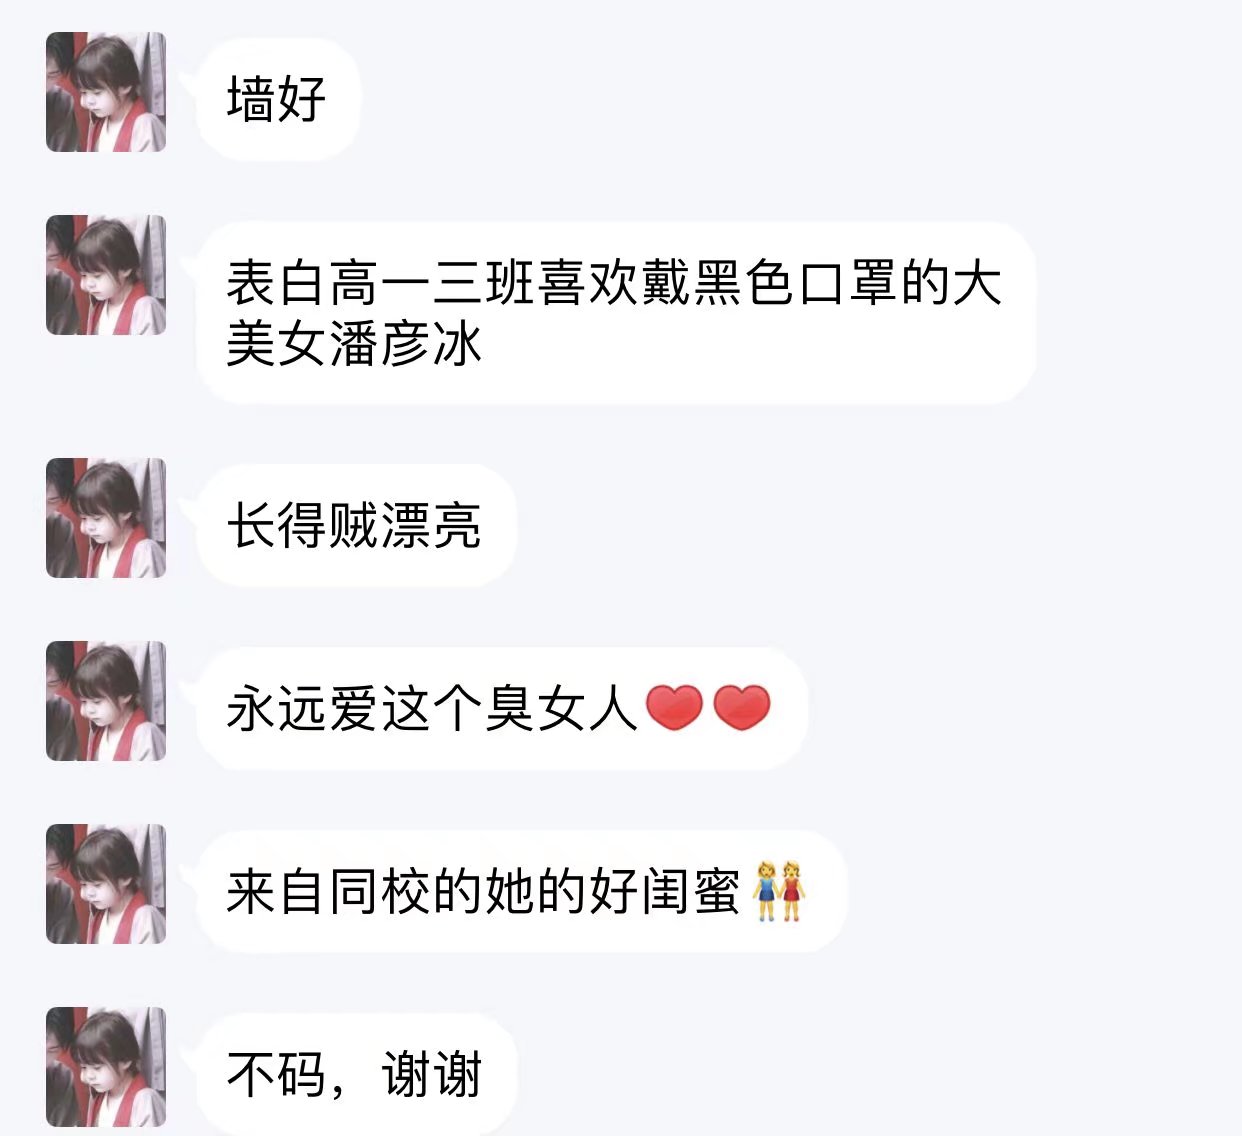 墙好
表白高一三班喜欢戴黑色口罩的大
美女潘彦冰
长得贼漂亮
永远爱这个臭女人❤️❤️
来自同校的她的好闺蜜👭
不码，谢谢